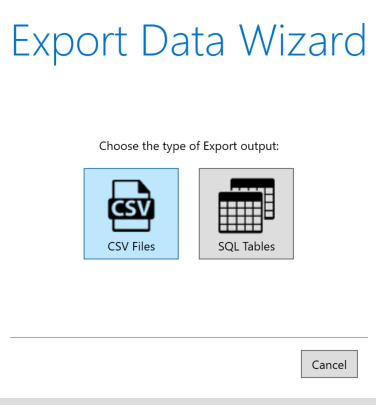 Export Data Wizard
Choose the type of Export output:
CSV
CSV Files
SQL Tables
Cancel